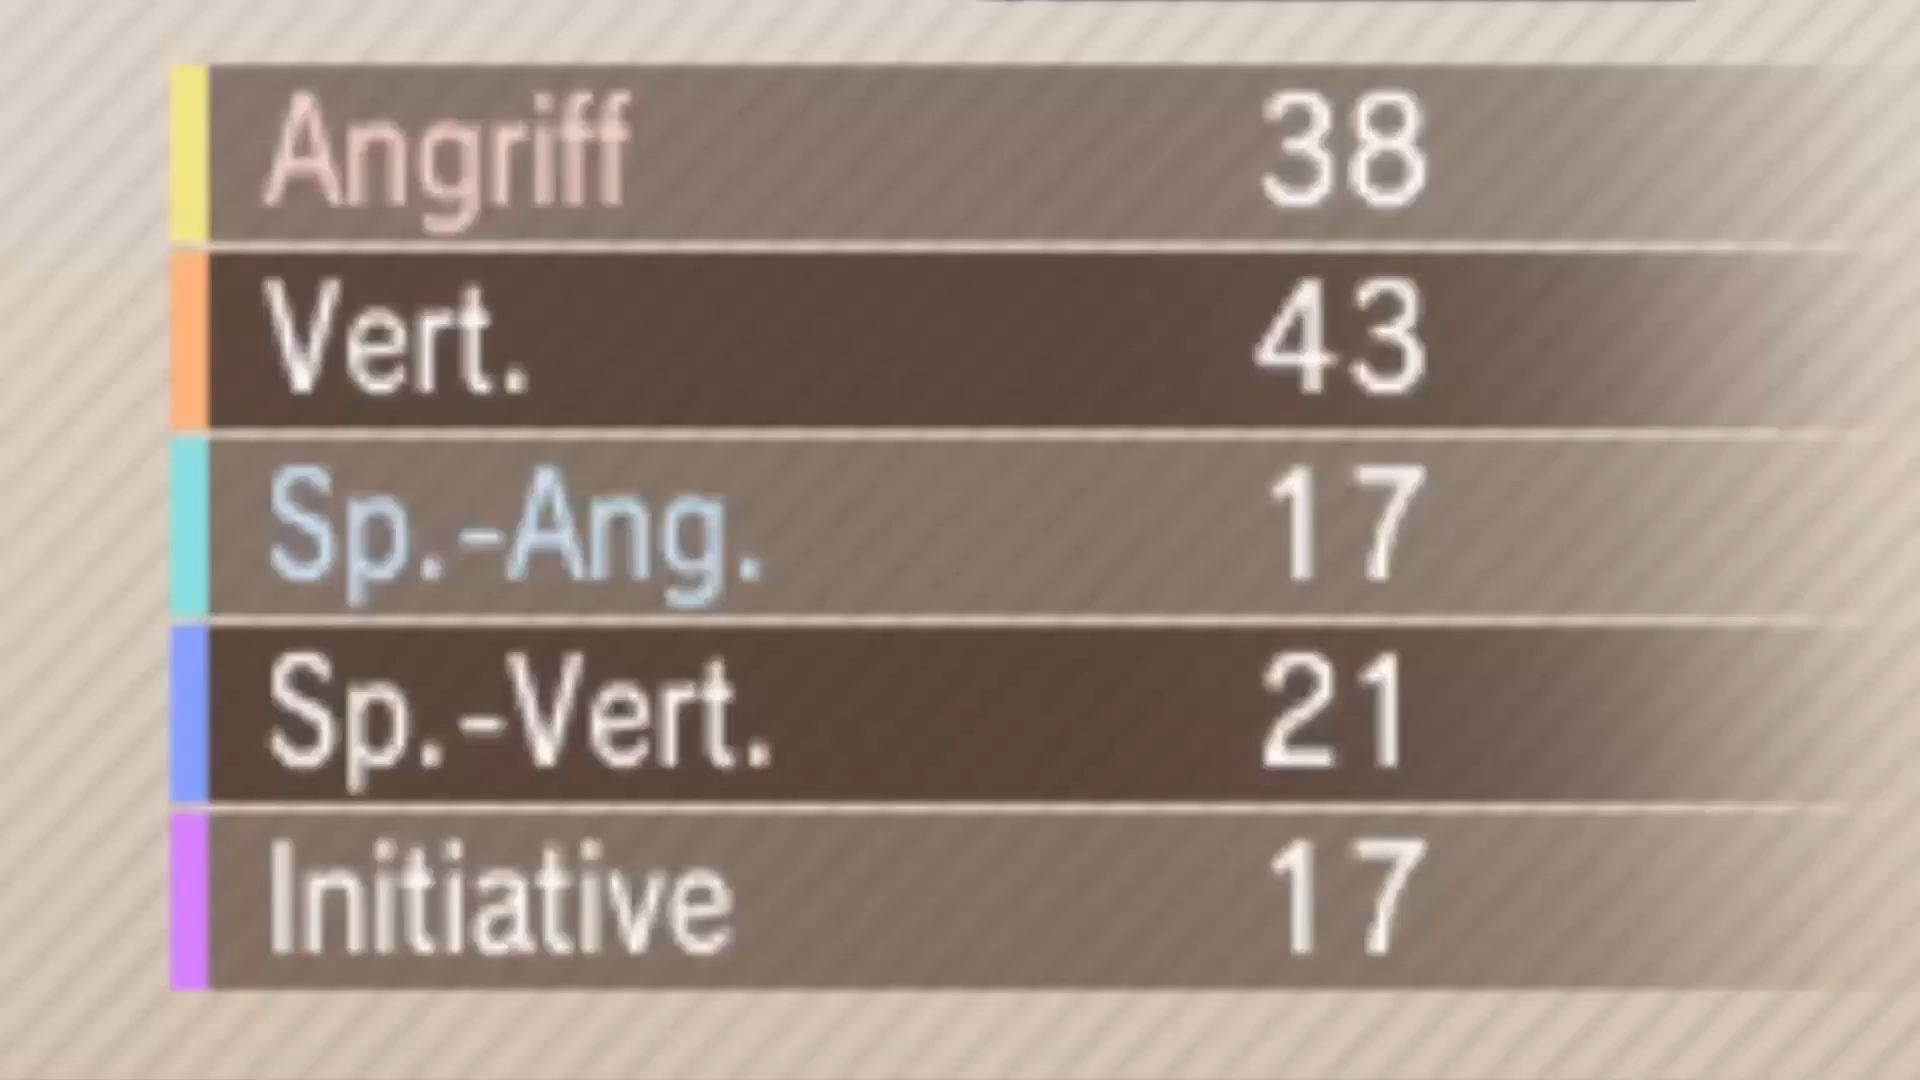 Angriff 38
Vert. 43
Sp.-Ang. 17
Sp.-Vert. 21
Initiative 17